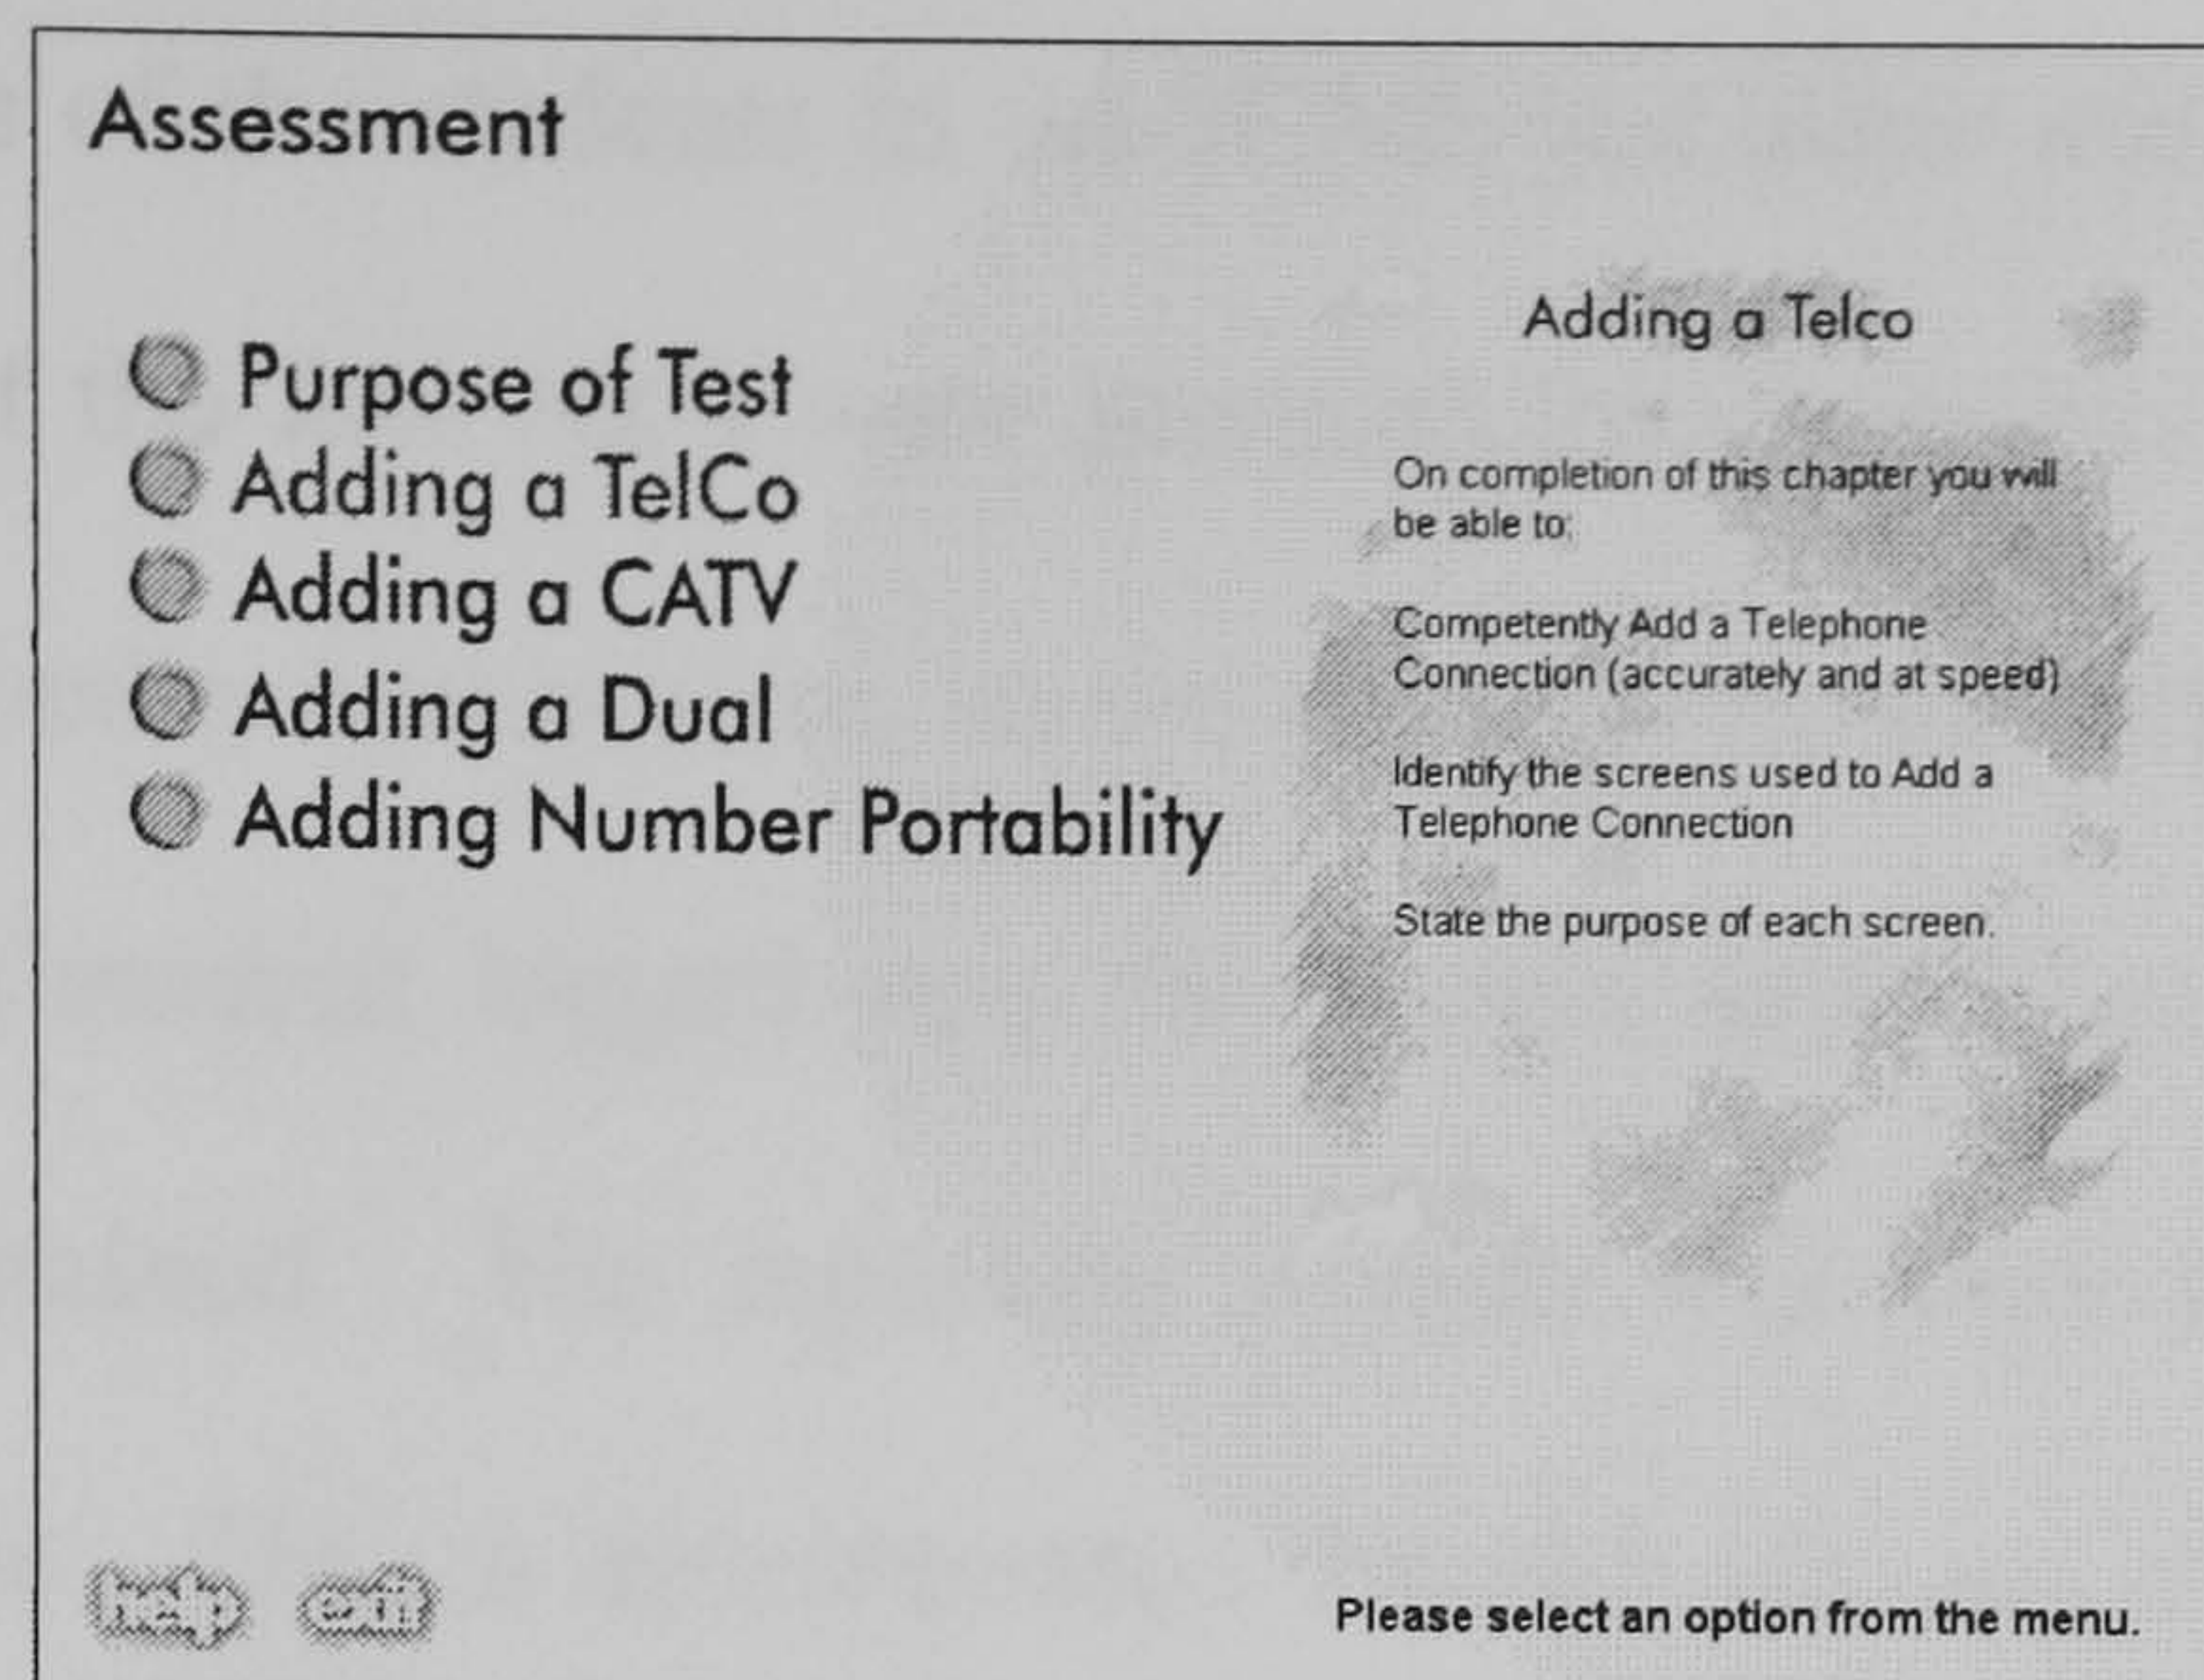 Assessment
Purpose of Test
Adding a TelCo
Adding a CATV
Adding a Dual
Adding Number Portability
Adding a Telco
On completion of this chapter you will
be able to:
Competently Add a Telephone
Connection (accurately and at speed)
Identify the screens used to Add a
Telephone Connection
State the purpose of each screen.
help exit
Please select an option from the menu.